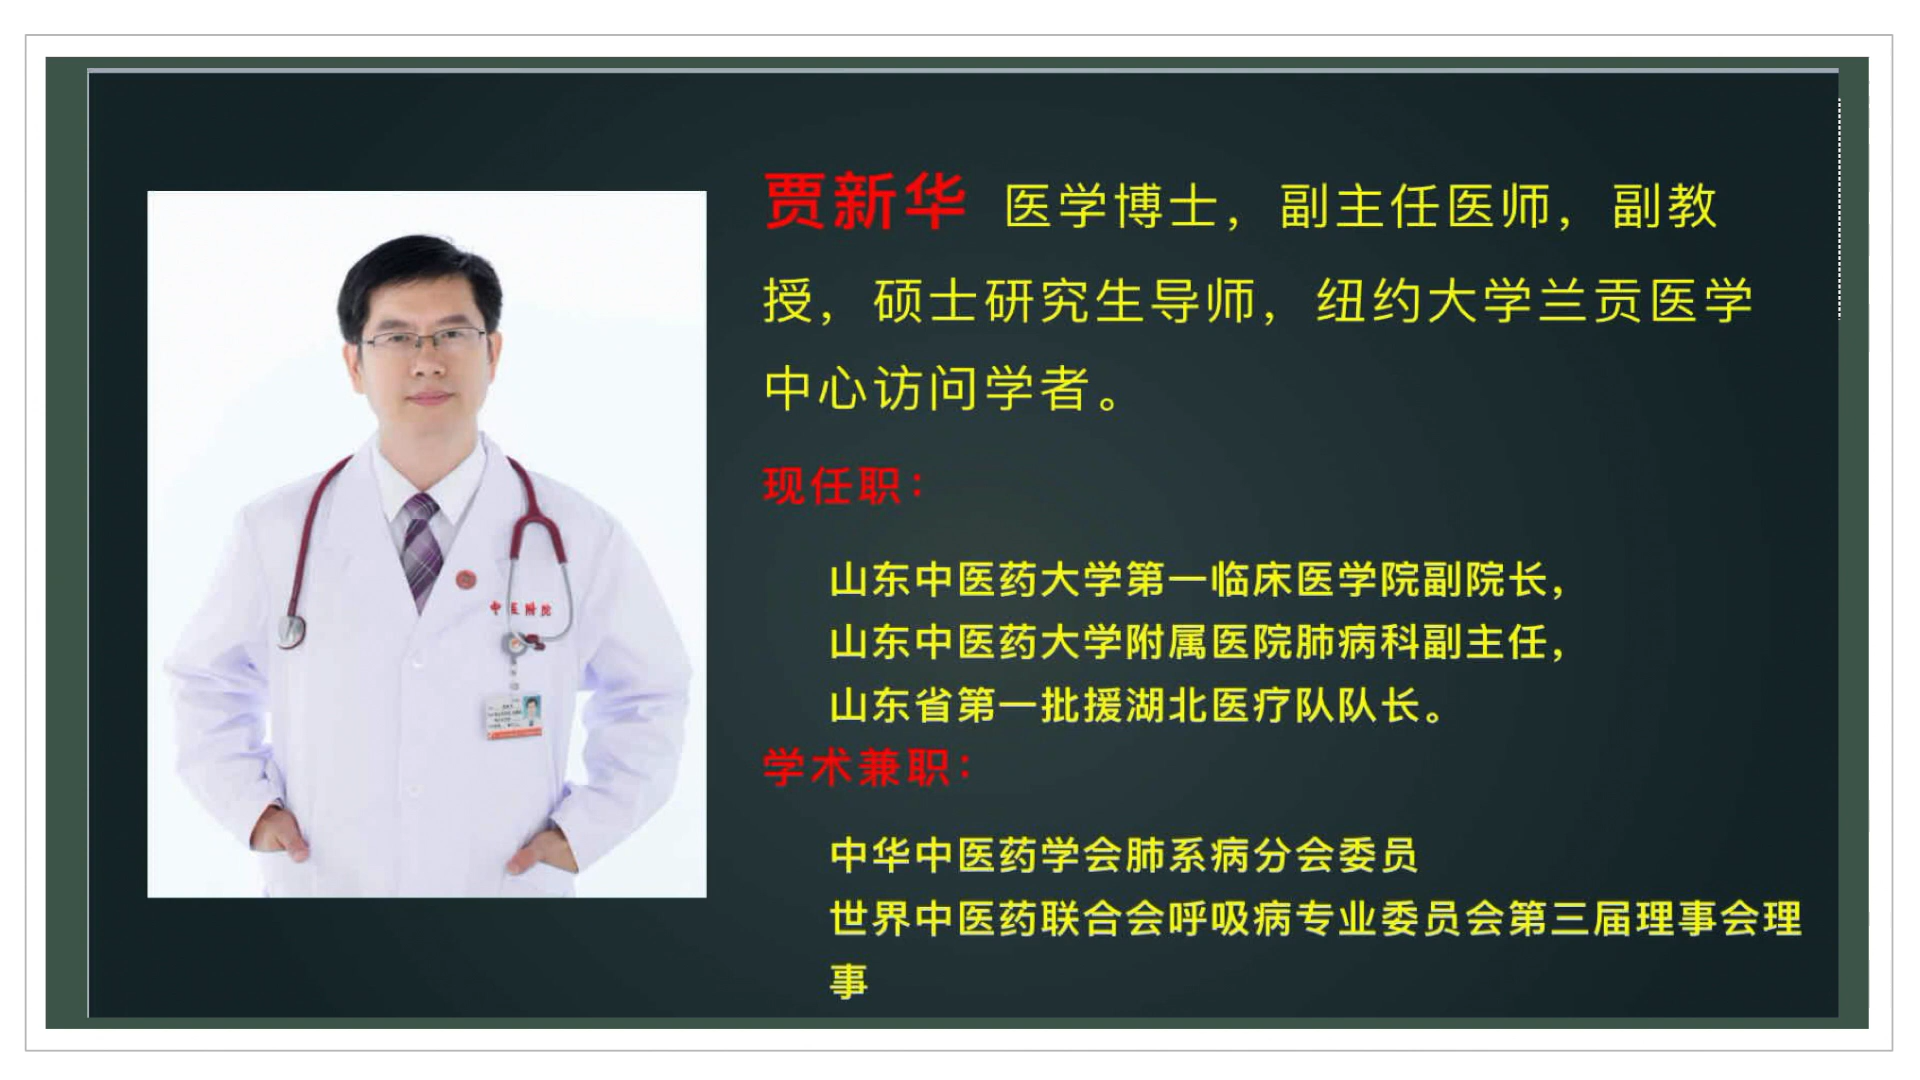 贾新华 医学博士，副主任医师，副教
授，硕士研究生导师，纽约大学兰贡医学
中心访问学者。
现任职：
山东中医药大学第一临床医学院副院长，
山东中医药大学附属医院肺病科副主任，
山东省第一批援湖北医疗队队长。
学术兼职：
中华中医药学会肺系病分会委员
世界中医药联合会呼吸病专业委员会第三届理事会理
事